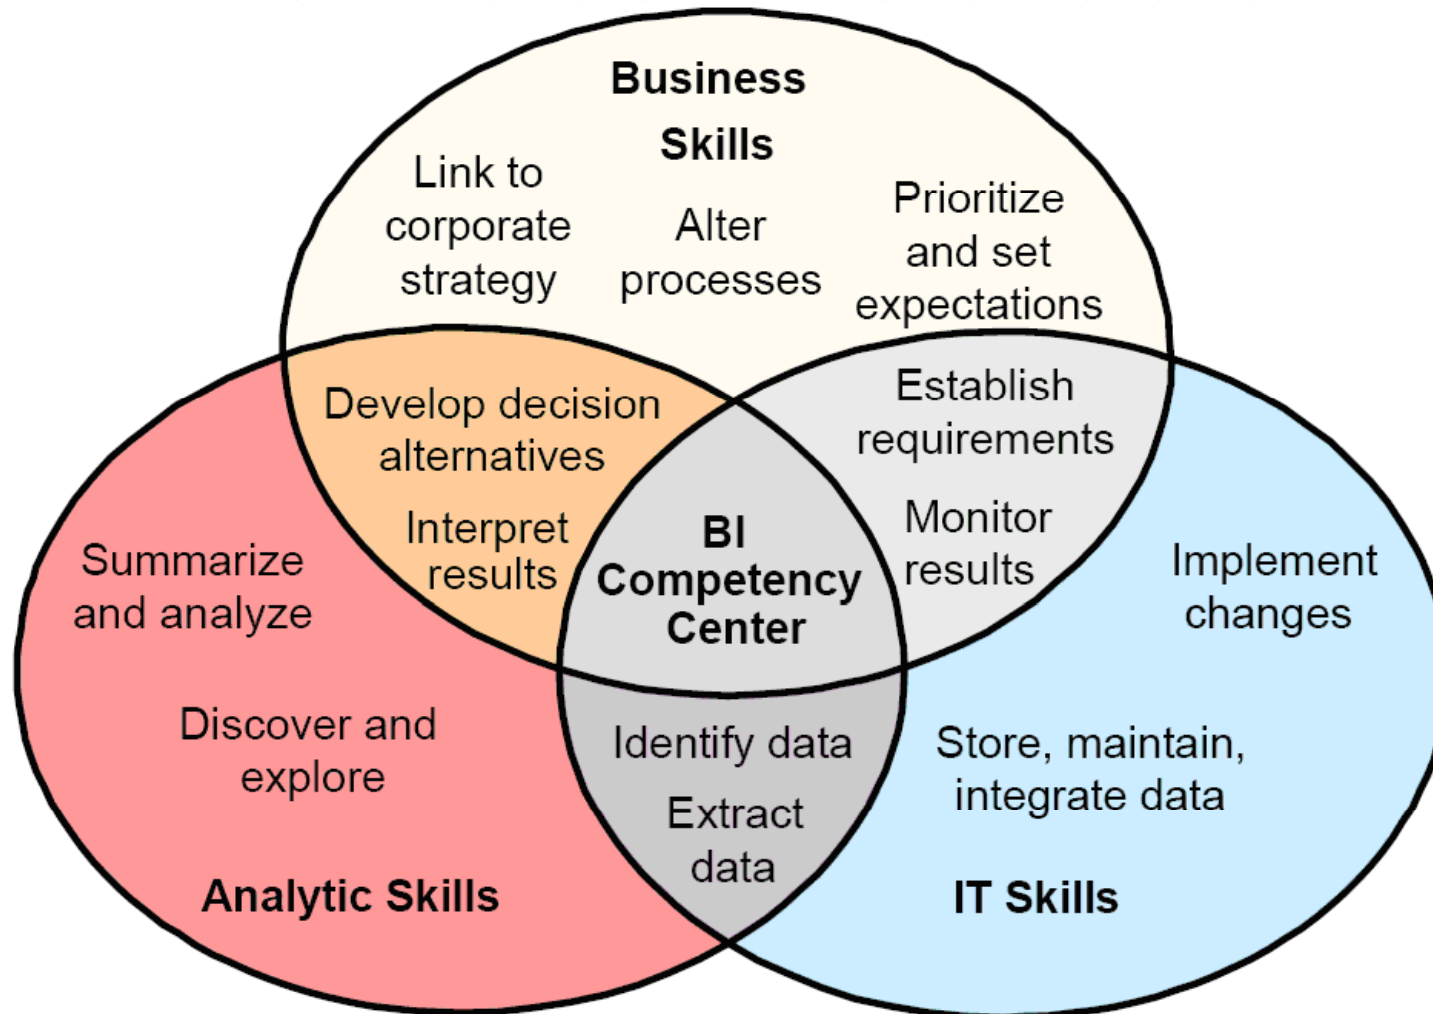 Business
Skills
Link to
corporate
strategy
Alter
processes
Prioritize
and set
expectations
Develop decision
alternatives
Interpret
results
Establish
requirements
Monitor
results
BI
Competency
Center
Summarize
and analyze
Discover and
explore
Analytic Skills
Identify data
Extract
data
Implement
changes
Store, maintain,
integrate data
IT Skills